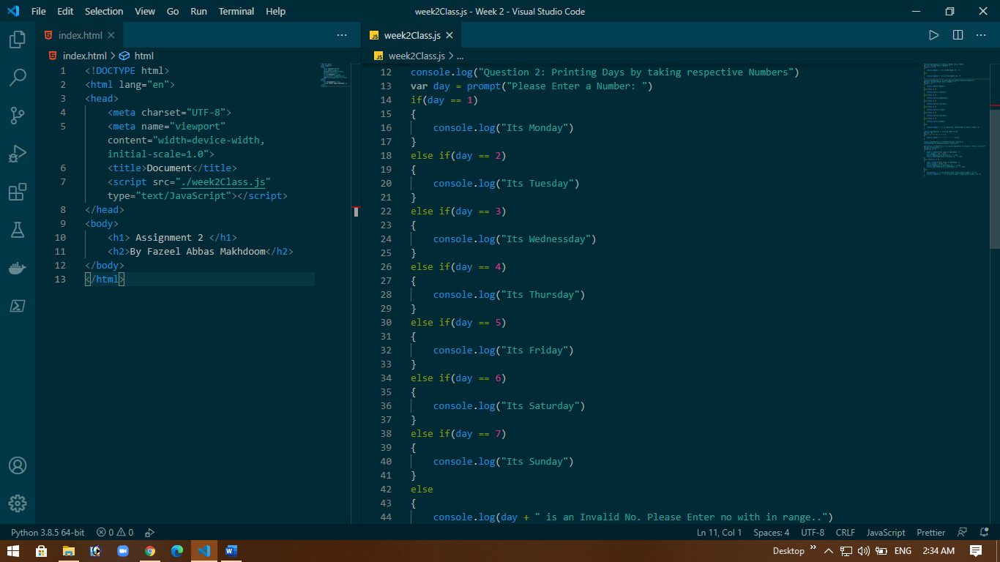 File Edit Selection View Go Run Terminal Help
week2Class.js - Week 2 - Visual Studio Code
index.html
index.html > html
1 <!DOCTYPE html>
2 <html lang="en">
3 <head>
4 <meta charset="UTF-8">
5 <meta name="viewport"
content="width=device-width,
initial-scale=1.0">
6 <title>Document</title>
7 <script src="./week2Class.js"
type="text/JavaScript"></script>
8 </head>
9 <body>
10 <h1> Assignment 2 </h1>
11 <h2>By Fazeel Abbas Makhdoom</h2>
12 </body>
13 </html>
JS week2Class.js
JS week2Class.js > ...
12 console.log("Question 2: Printing Days by taking respective Numbers")
13 var day = prompt("Please Enter a Number: ")
14 if(day == 1)
15 {
16 console.log("Its Monday")
17 }
18 else if(day == 2)
19 {
20 console.log("Its Tuesday")
21 }
22 else if(day == 3)
23 {
24 console.log("Its Wednessday")
25 }
26 else if(day == 4)
27 {
28 console.log("Its Thursday")
29 }
30 else if(day == 5)
31 {
32 console.log("Its Friday")
33 }
34 else if(day == 6)
35 {
36 console.log("Its Saturday")
37 }
38 else if(day == 7)
39 {
40 console.log("Its Sunday")
41 }
42 else
43 {
44 console.log(day + " is an Invalid No. Please Enter no with in range..")
Python 3.8.5 64-bit 0 0
Ln 11, Col 1 Spaces: 4 UTF-8 CRLF JavaScript Prettier
Desktop ENG 2:34 AM